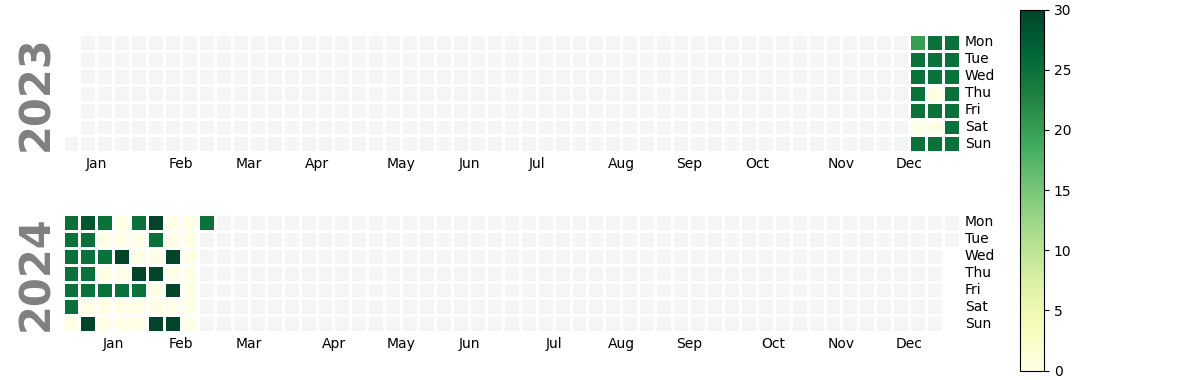 2023
Mon
Tue
Wed
Thu
Fri
Sat
Sun
Jan Feb Mar Apr May Jun Jul Aug Sep Oct Nov Dec
2024
Mon
Tue
Wed
Thu
Fri
Sat
Sun
Jan Feb Mar Apr May Jun Jul Aug Sep Oct Nov Dec
30
25
20
15
10
5
0